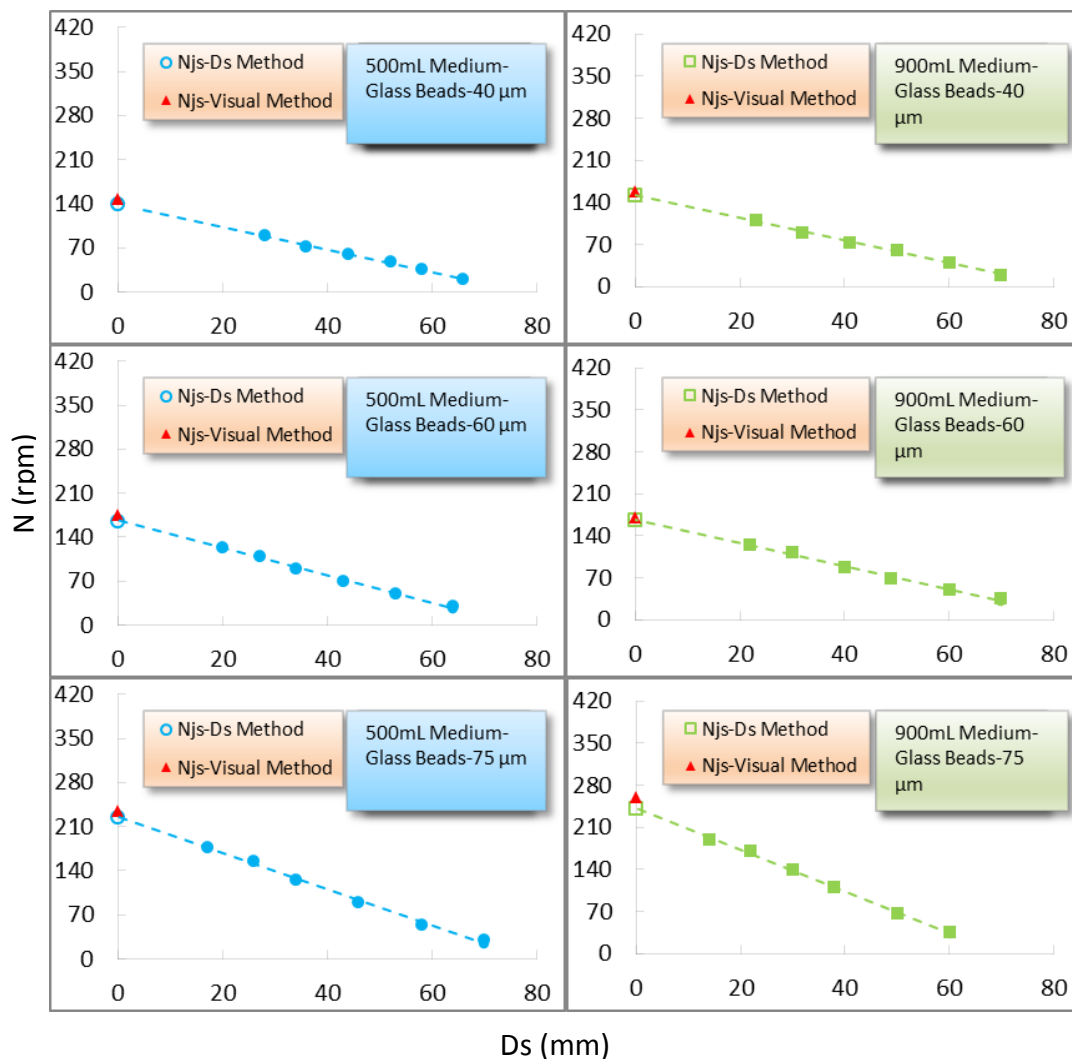 420
350
280
210
140
70
0
0 20 40 60 80
Njs-Ds Method
Njs-Visual Method
500mL Medium-
Glass Beads-40 µm
420
350
280
210
140
70
0
0 20 40 60 80
Njs-Ds Method
Njs-Visual Method
900mL Medium-
Glass Beads-40
µm
N (rpm)
420
350
280
210
140
70
0
0 20 40 60 80
Njs-Ds Method
Njs-Visual Method
500mL Medium-
Glass Beads-60 µm
420
350
280
210
140
70
0
0 20 40 60 80
Njs-Ds Method
Njs-Visual Method
900mL Medium-
Glass Beads-60
µm
420
350
280
210
140
70
0
0 20 40 60 80
Njs-Ds Method
Njs-Visual Method
500mL Medium-
Glass Beads-75 µm
420
350
280
210
140
70
0
0 20 40 60 80
Njs-Ds Method
Njs-Visual Method
900mL Medium-
Glass Beads-75
µm
Ds (mm)